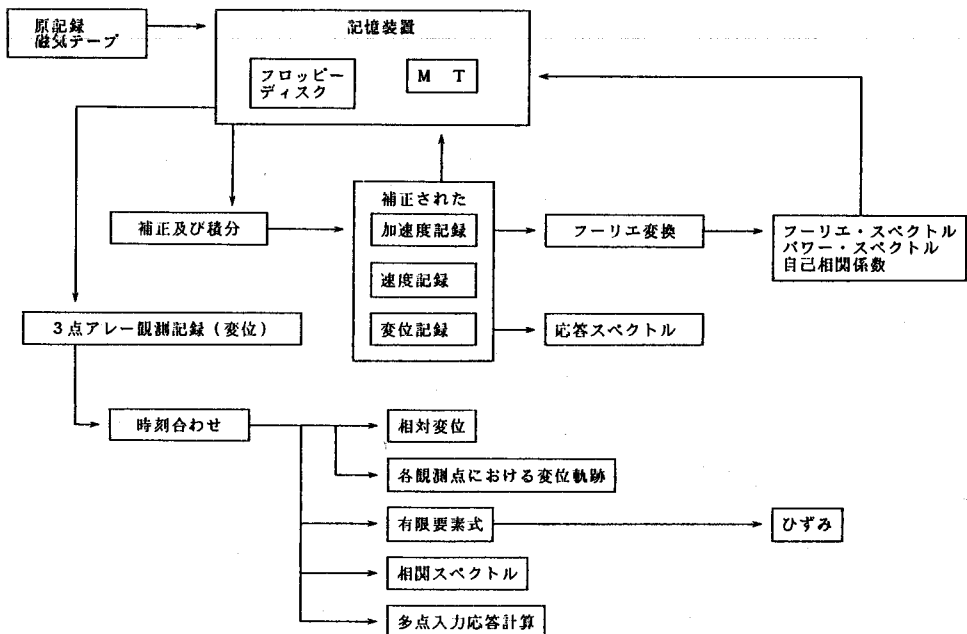 原記録
磁気テープ
記憶装置
フロッピー
ディスク
M T
補正及び積分
補正された
加速度記録
速度記録
変位記録
フーリエ変換
フーリエ・スペクトル
パワー・スペクトル
自己相関係数
応答スペクトル
3点アレー観測記録（変位）
時刻合わせ
相対変位
各観測点における変位軌跡
有限要素式
ひずみ
相関スペクトル
多点入力応答計算